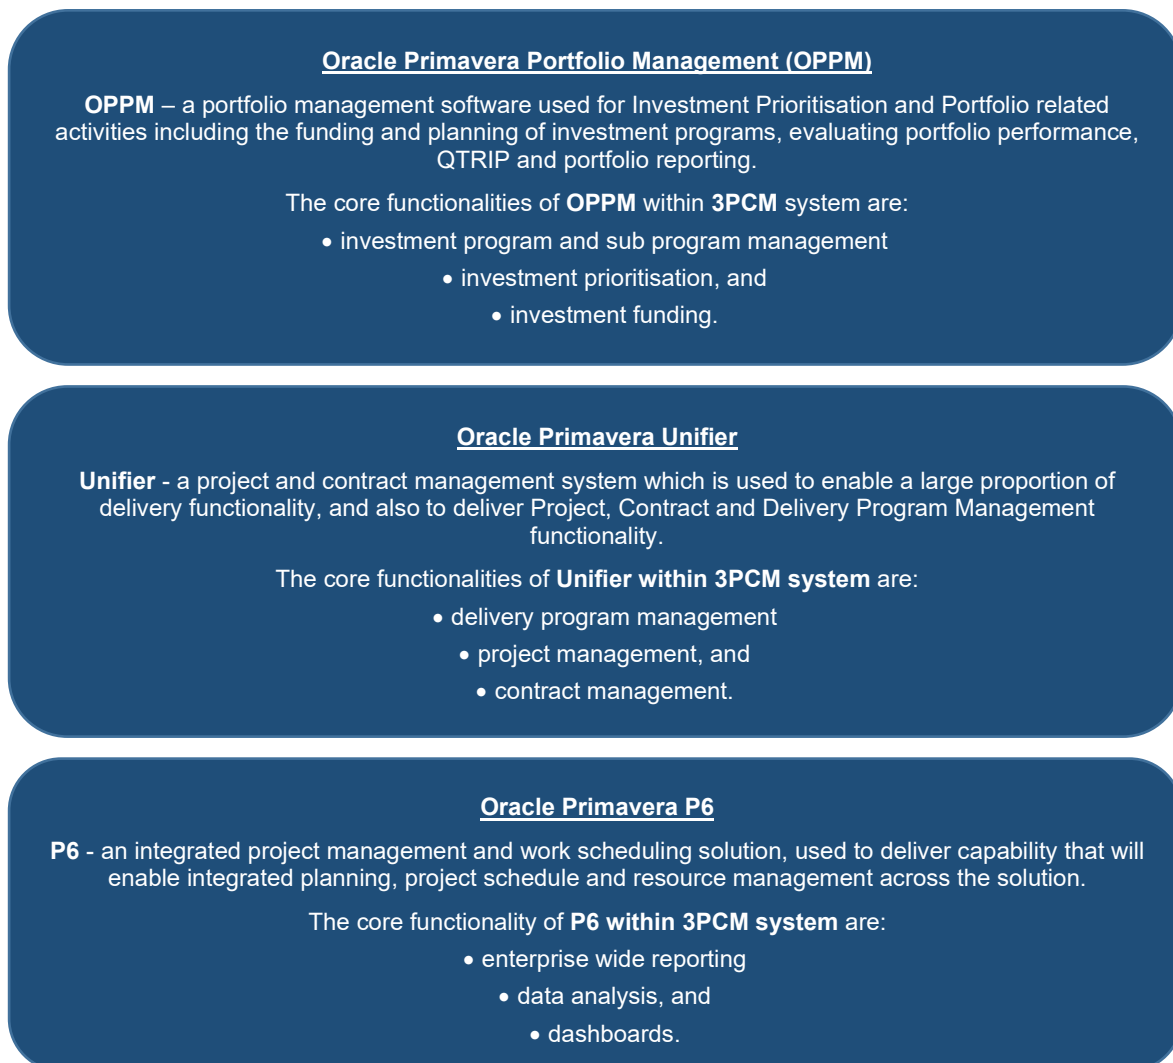 Oracle Primavera Portfolio Management (OPPM)
OPPM – a portfolio management software used for Investment Prioritisation and Portfolio related
activities including the funding and planning of investment programs, evaluating portfolio performance,
QTRIP and portfolio reporting.
The core functionalities of OPPM within 3PCM system are:
• investment program and sub program management
• investment prioritisation, and
• investment funding.
Oracle Primavera Unifier
Unifier - a project and contract management system which is used to enable a large proportion of
delivery functionality, and also to deliver Project, Contract and Delivery Program Management
functionality.
The core functionalities of Unifier within 3PCM system are:
• delivery program management
• project management, and
• contract management.
Oracle Primavera P6
P6 - an integrated project management and work scheduling solution, used to deliver capability that will
enable integrated planning, project schedule and resource management across the solution.
The core functionality of P6 within 3PCM system are:
• enterprise wide reporting
• data analysis, and
• dashboards.